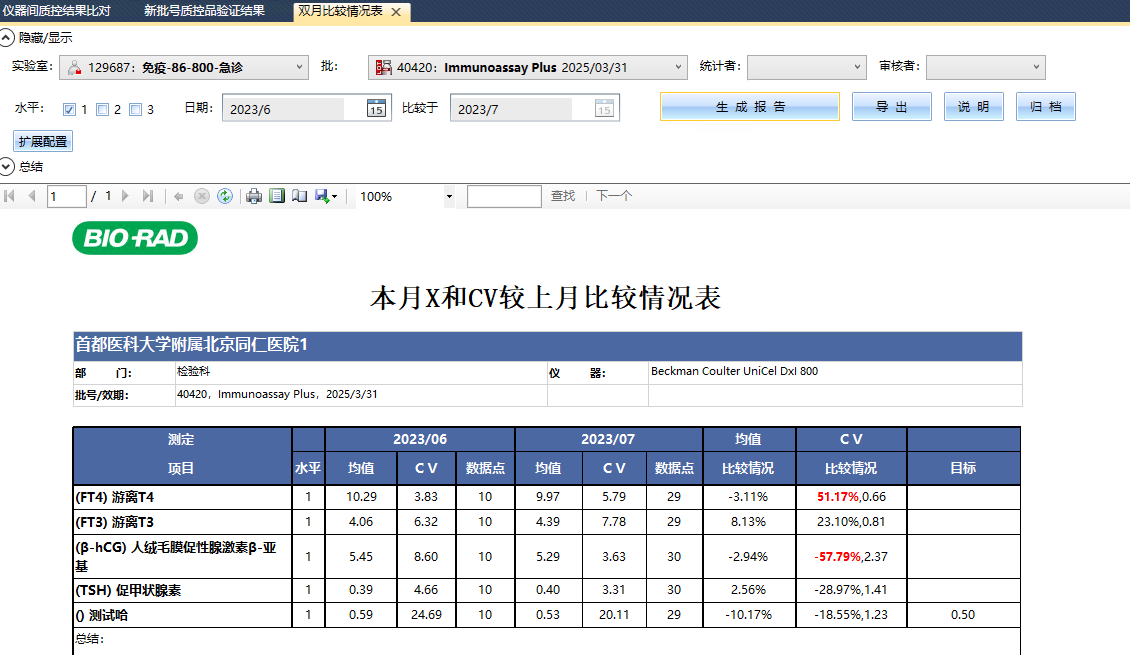 仪器间质控结果比对 新批号质控品验证结果 双月比较情况表
隐藏/显示
实验室： 129687：免疫-86-800-急诊 批： 40420：Immunoassay Plus 2025/03/31 统计者： 审核者：
水平： 1 2 3 日期： 2023/6 15 比较于 2023/7 15 生成报告 导出 说明 归档
扩展配置
总结
1 / 1 100% 查找 下一个
BIO-RAD
本月X和CV较上月比较情况表
首都医科大学附属北京同仁医院1
部 门： 检验科 仪 器： Beckman Coulter UniCel DxI 800
批号/效期： 40420，Immunoassay Plus，2025/3/31
测定 2023/06 2023/07 均值 C V
项目 水平 均值 C V 数据点 均值 C V 数据点 比较情况 比较情况 目标
(FT4) 游离T4 1 10.29 3.83 10 9.97 5.79 29 -3.11% 51.17%,0.66
(FT3) 游离T3 1 4.06 6.32 10 4.39 7.78 29 8.13% 23.10%,0.81
(β-hCG) 人绒毛膜促性腺激素β-亚基 1 5.45 8.60 10 5.29 3.63 30 -2.94% -57.79%,2.37
(TSH) 促甲状腺素 1 0.39 4.66 10 0.40 3.31 30 2.56% -28.97%,1.41
() 测试哈 1 0.59 24.69 10 0.53 20.11 29 -10.17% -18.55%,1.23 0.50
总结：